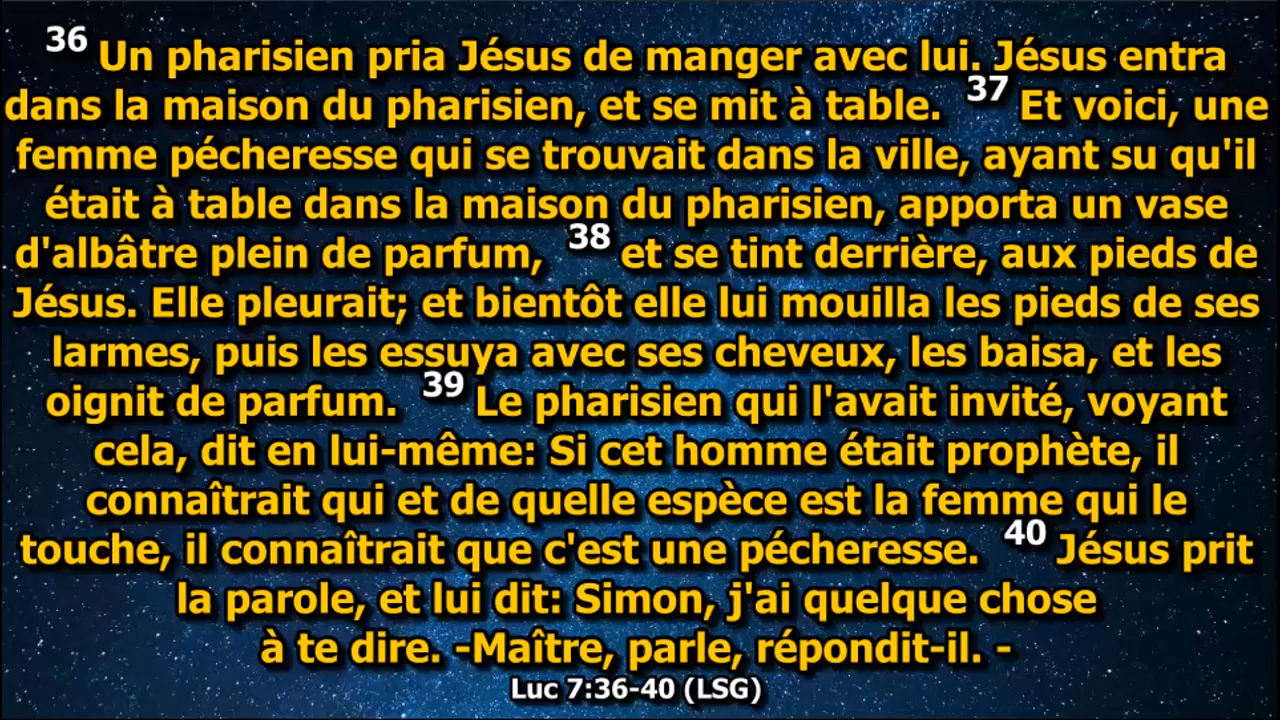 36 Un pharisien pria Jésus de manger avec lui. Jésus entra
dans la maison du pharisien, et se mit à table. 37 Et voici, une
femme pécheresse qui se trouvait dans la ville, ayant su qu'il
était à table dans la maison du pharisien, apporta un vase
d'albâtre plein de parfum, 38 et se tint derrière, aux pieds de
Jésus. Elle pleurait; et bientôt elle lui mouilla les pieds de ses
larmes, puis les essuya avec ses cheveux, les baisa, et les
oignit de parfum. 39 Le pharisien qui l'avait invité, voyant
cela, dit en lui-même: Si cet homme était prophète, il
connaîtrait qui et de quelle espèce est la femme qui le
touche, il connaîtrait que c'est une pécheresse. 40 Jésus prit
la parole, et lui dit: Simon, j'ai quelque chose
à te dire. -Maître, parle, répondit-il. -
Luc 7:36-40 (LSG)